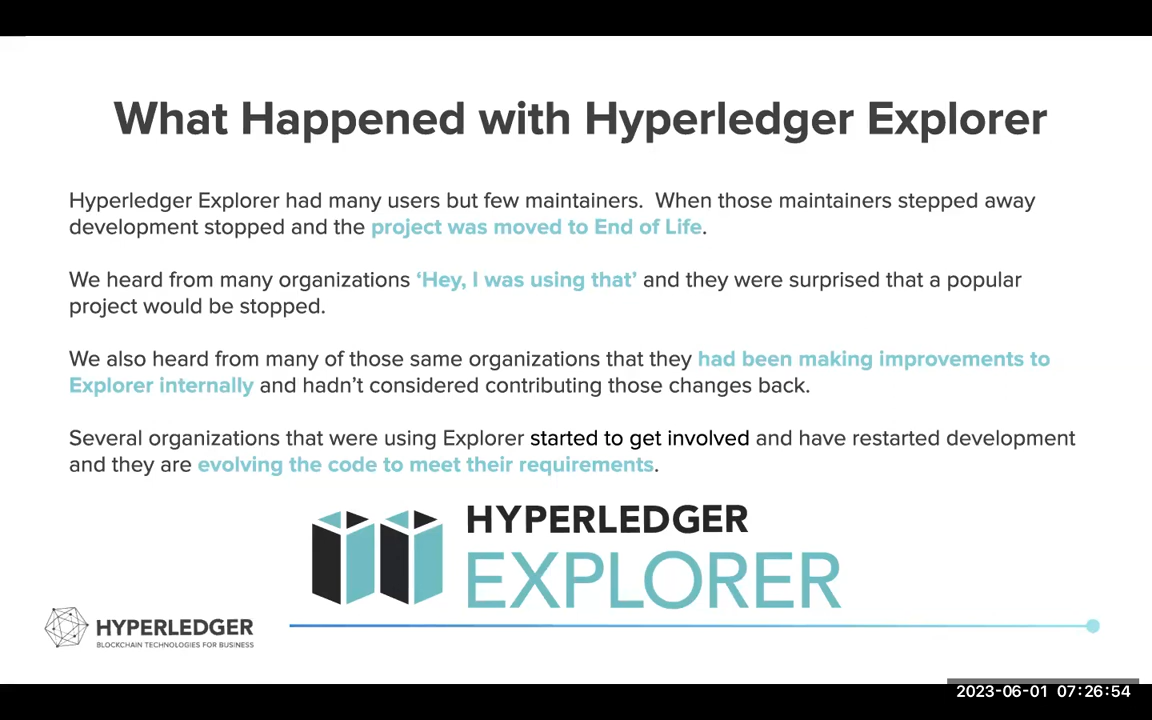 What Happened with Hyperledger Explorer
Hyperledger Explorer had many users but few maintainers.  When those maintainers stepped away
development stopped and the project was moved to End of Life.
We heard from many organizations ‘Hey, I was using that’ and they were surprised that a popular
project would be stopped.
We also heard from many of those same organizations that they had been making improvements to
Explorer internally and hadn’t considered contributing those changes back.
Several organizations that were using Explorer started to get involved and have restarted development
and they are evolving the code to meet their requirements.
HYPERLEDGER
EXPLORER
HYPERLEDGER
BLOCKCHAIN TECHNOLOGIES FOR BUSINESS
2023-06-01 07:26:54